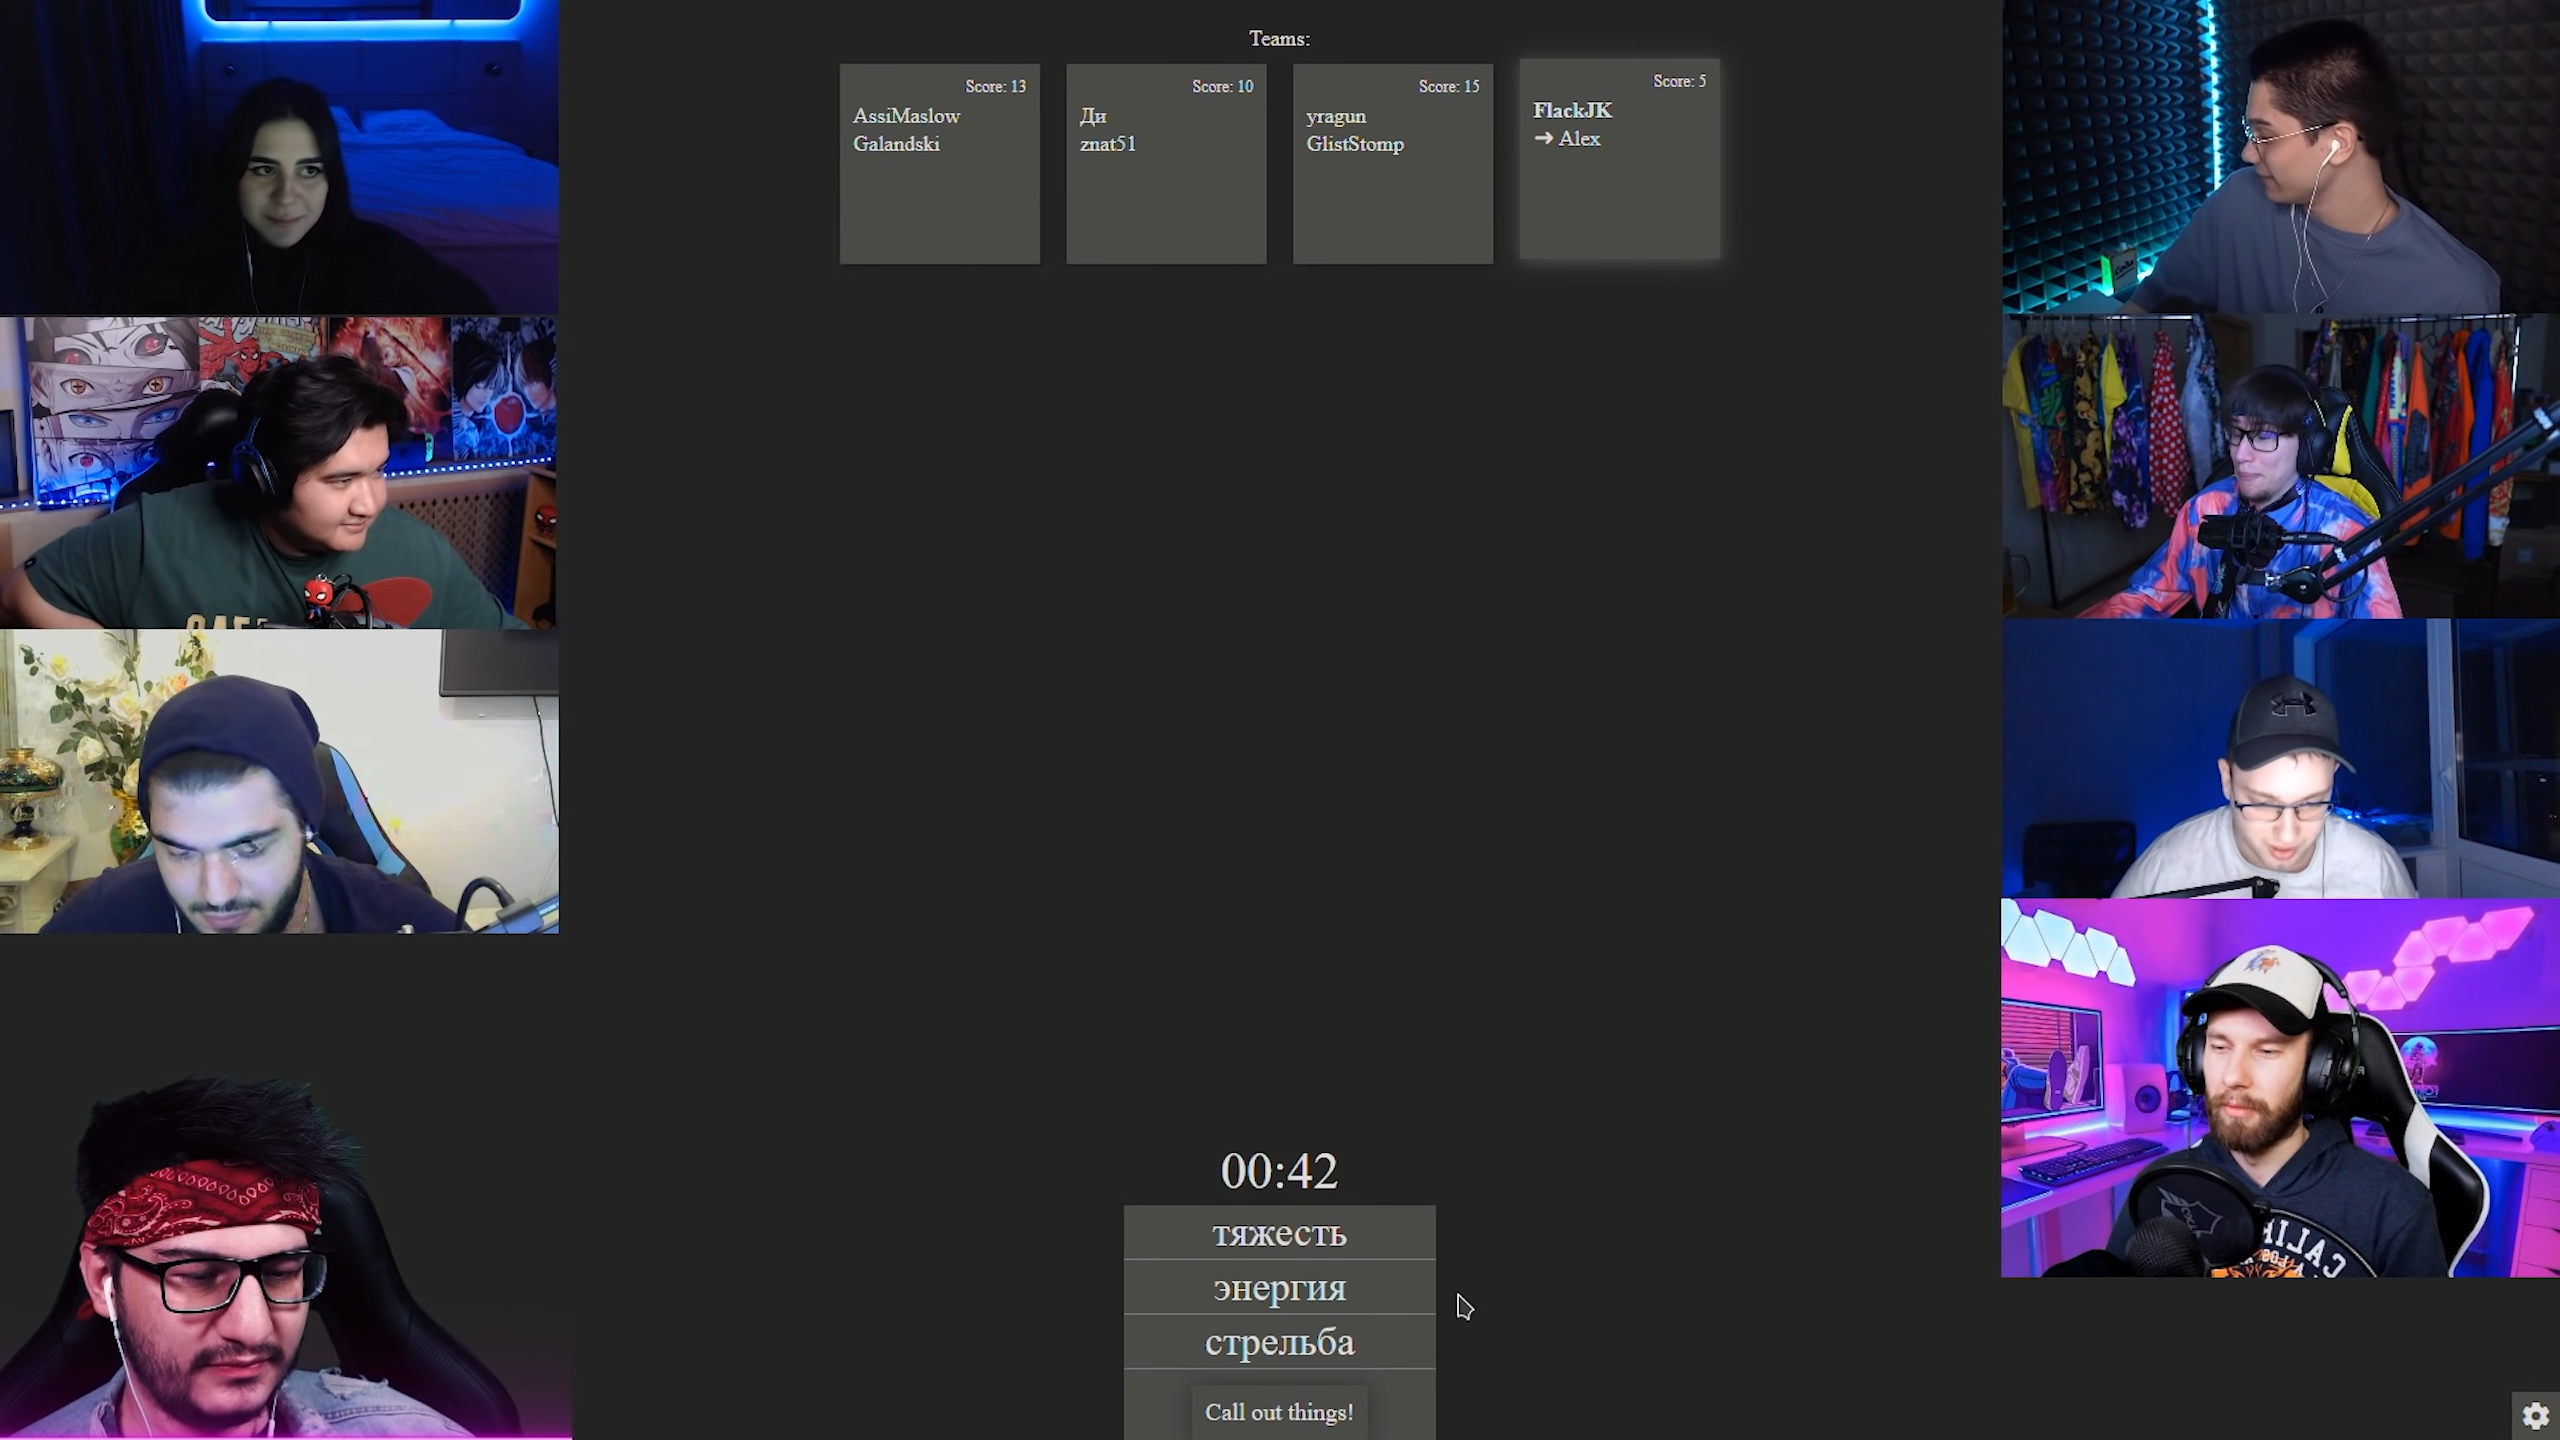 Teams:
Score: 13
AssiMaslow
Galandski
Score: 10
Ди
znat51
Score: 15
yragun
GlistStomp
Score: 5
FlackJK
➜ Alex
00:42
тяжесть
энергия
стрельба
Call out things!